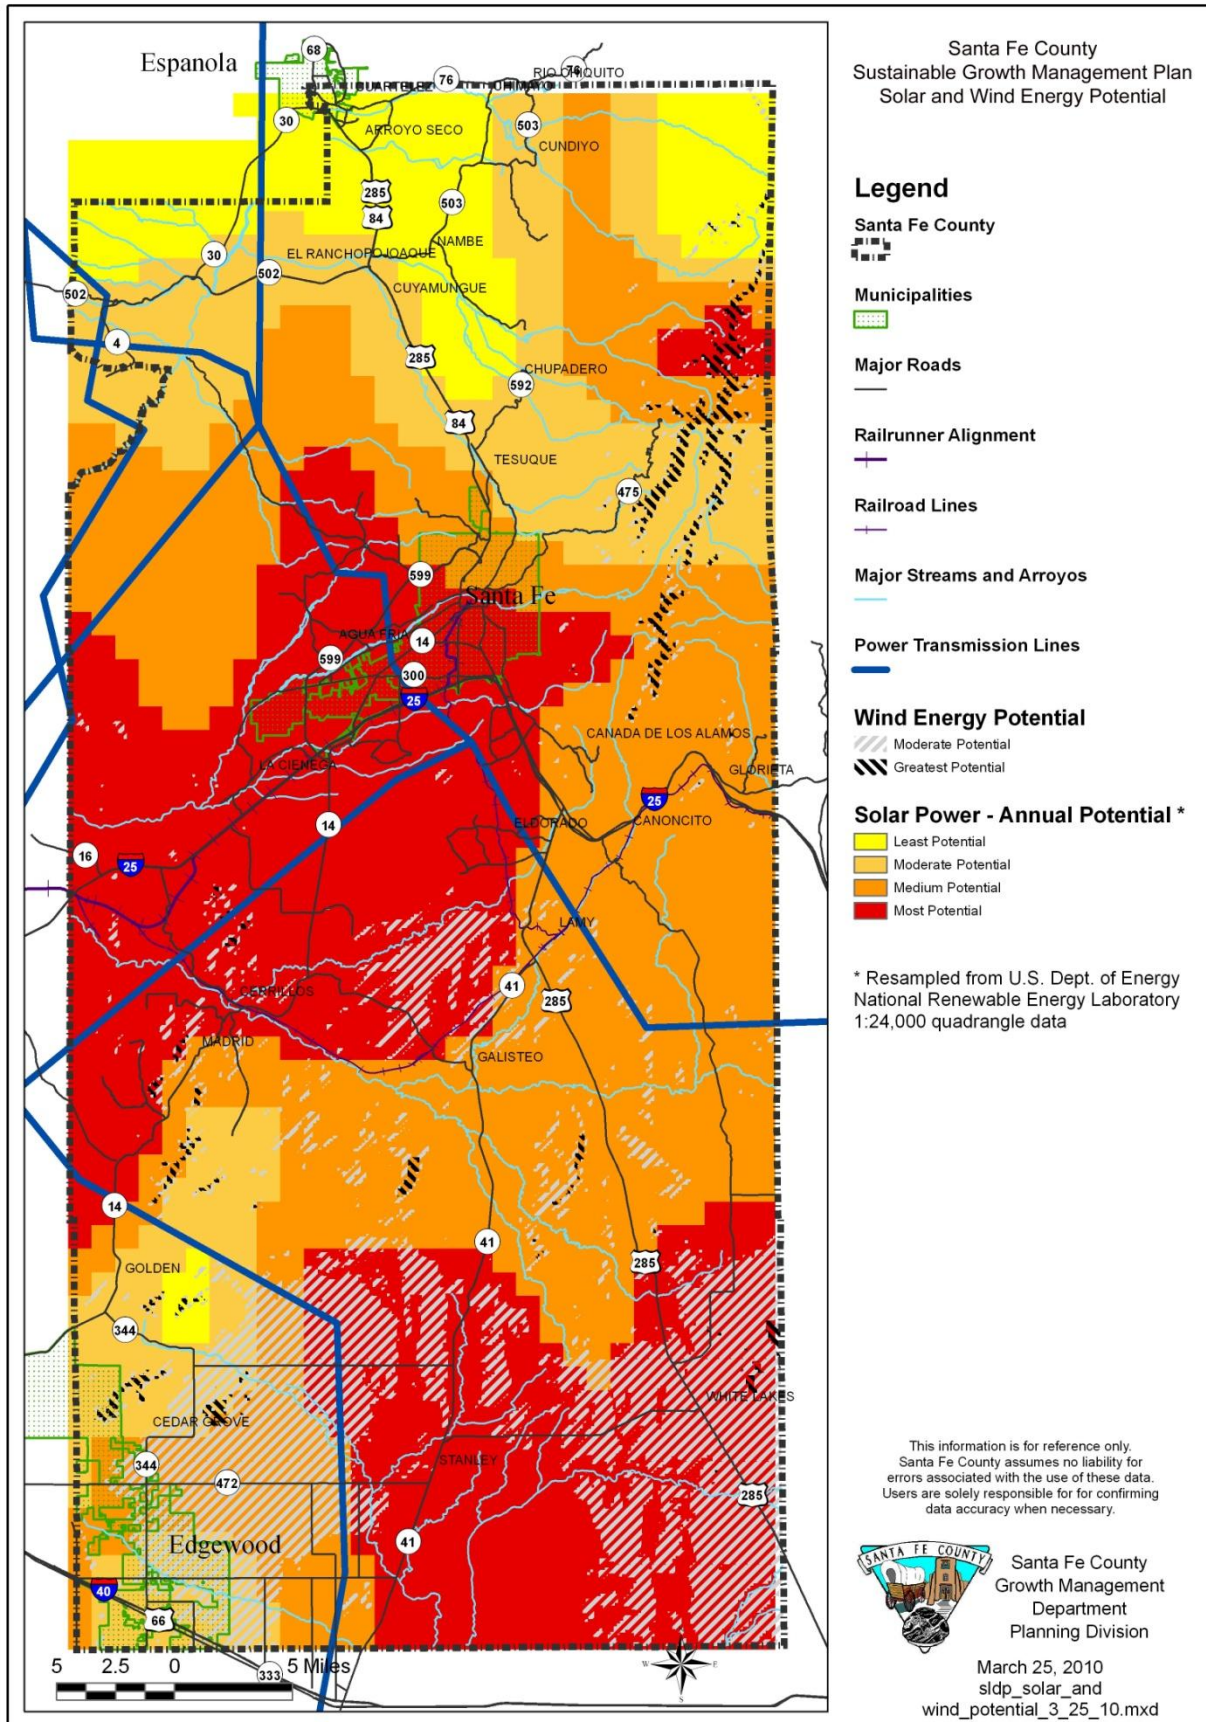 Santa Fe County
Sustainable Growth Management Plan
Solar and Wind Energy Potential
Legend
Santa Fe County
Municipalities
Major Roads
Railrunner Alignment
Railroad Lines
Major Streams and Arroyos
Power Transmission Lines
Wind Energy Potential
Moderate Potential
Greatest Potential
Solar Power - Annual Potential *
Least Potential
Moderate Potential
Medium Potential
Most Potential
* Resampled from U.S. Dept. of Energy
National Renewable Energy Laboratory
1:24,000 quadrangle data
This information is for reference only.
Santa Fe County assumes no liability for
errors associated with the use of these data.
Users are solely responsible for for confirming
data accuracy when necessary.
SANTA FE COUNTY
Santa Fe County
Growth Management
Department
Planning Division
March 25, 2010
sldp_solar_and
wind_potential_3_25_10.mxd
Espanola
68
76
76
RIO CHIQUITO
CUARTELEZ
CHIMAYO
30
503
ARROYO SECO
CUNDIYO
285
503
84
NAMBE
30
EL RANCHO
POJOAQUE
502
502
CUYAMUNGUE
4
285
CHUPADERO
592
84
TESUQUE
475
599
Santa Fe
AGUA FRIA
14
599
300
25
CANADA DE LOS ALAMOS
LA CIENEGA
GLORIETA
25
14
ELDORADO
CANONCITO
16
25
LAMY
41
CERRILLOS
285
MADRID
GALISTEO
14
41
285
GOLDEN
344
WHITE LAKES
CEDAR GROVE
STANLEY
344
472
285
Edgewood
41
40
66
333
5 2.5 0 5 Miles
N
W E
S